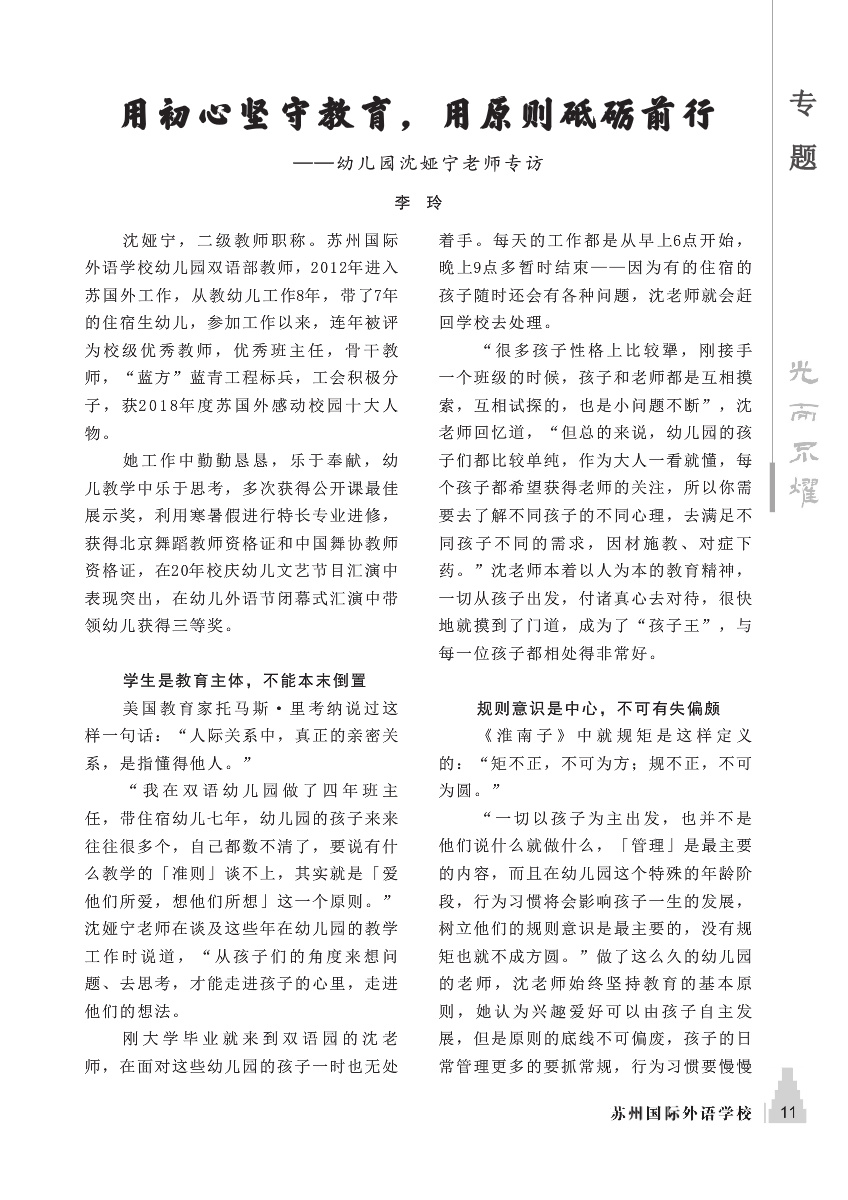 用初心坚守教育，用原则砥砺前行
——幼儿园沈娅宁老师专访
李 玲
沈娅宁，二级教师职称。苏州国际
外语学校幼儿园双语部教师，2012年进入
苏国外工作，从教幼儿工作8年，带了7年
的住宿生幼儿，参加工作以来，连年被评
为校级优秀教师，优秀班主任，骨干教
师，“蓝方”蓝青工程标兵，工会积极分
子，获2018年度苏国外感动校园十大人
物。
她工作中勤勤恳恳，乐于奉献，幼
儿教学中乐于思考，多次获得公开课最佳
展示奖，利用寒暑假进行特长专业进修，
获得北京舞蹈教师资格证和中国舞协教师
资格证，在20年校庆幼儿文艺节目汇演中
表现突出，在幼儿外语节闭幕式汇演中带
领幼儿获得三等奖。
学生是教育主体，不能本末倒置
美国教育家托马斯·里考纳说过这
样一句话：“人际关系中，真正的亲密关
系，是指懂得他人。”
“我在双语幼儿园做了四年班主
任，带住宿幼儿七年，幼儿园的孩子来来
往往很多个，自己都数不清了，要说有什
么教学的「准则」谈不上，其实就是「爱
他们所爱，想他们所想」这一个原则。”
沈娅宁老师在谈及这些年在幼儿园的教学
工作时说道，“从孩子们的角度来想问
题、去思考，才能走进孩子的心里，走进
他们的想法。
刚大学毕业就来到双语园的沈老
师，在面对这些幼儿园的孩子一时也无处
着手。每天的工作都是从早上6点开始，
晚上9点多暂时结束——因为有的住宿的
孩子随时还会有各种问题，沈老师就会赶
回学校去处理。
“很多孩子性格上比较犟，刚接手
一个班级的时候，孩子和老师都是互相摸
索，互相试探的，也是小问题不断”，沈
老师回忆道，“但总的来说，幼儿园的孩
子们都比较单纯，作为大人一看就懂，每
个孩子都希望获得老师的关注，所以你需
要去了解不同孩子的不同心理，去满足不
同孩子不同的需求，因材施教、对症下
药。”沈老师本着以人为本的教育精神，
一切从孩子出发，付诸真心去对待，很快
地就摸到了门道，成为了“孩子王”，与
每一位孩子都相处得非常好。
规则意识是中心，不可有失偏颇
《淮南子》中就规矩是这样定义
的：“矩不正，不可为方；规不正，不可
为圆。”
“一切以孩子为主出发，也并不是
他们说什么就做什么，「管理」是最主要
的内容，而且在幼儿园这个特殊的年龄阶
段，行为习惯将会影响孩子一生的发展，
树立他们的规则意识是最主要的，没有规
矩也就不成方圆。”做了这么久的幼儿园
的老师，沈老师始终坚持教育的基本原
则，她认为兴趣爱好可以由孩子自主发
展，但是原则的底线不可偏废，孩子的日
常管理更多的要抓常规，行为习惯要慢慢
专
题
光
而
不
耀
苏州国际外语学校 11